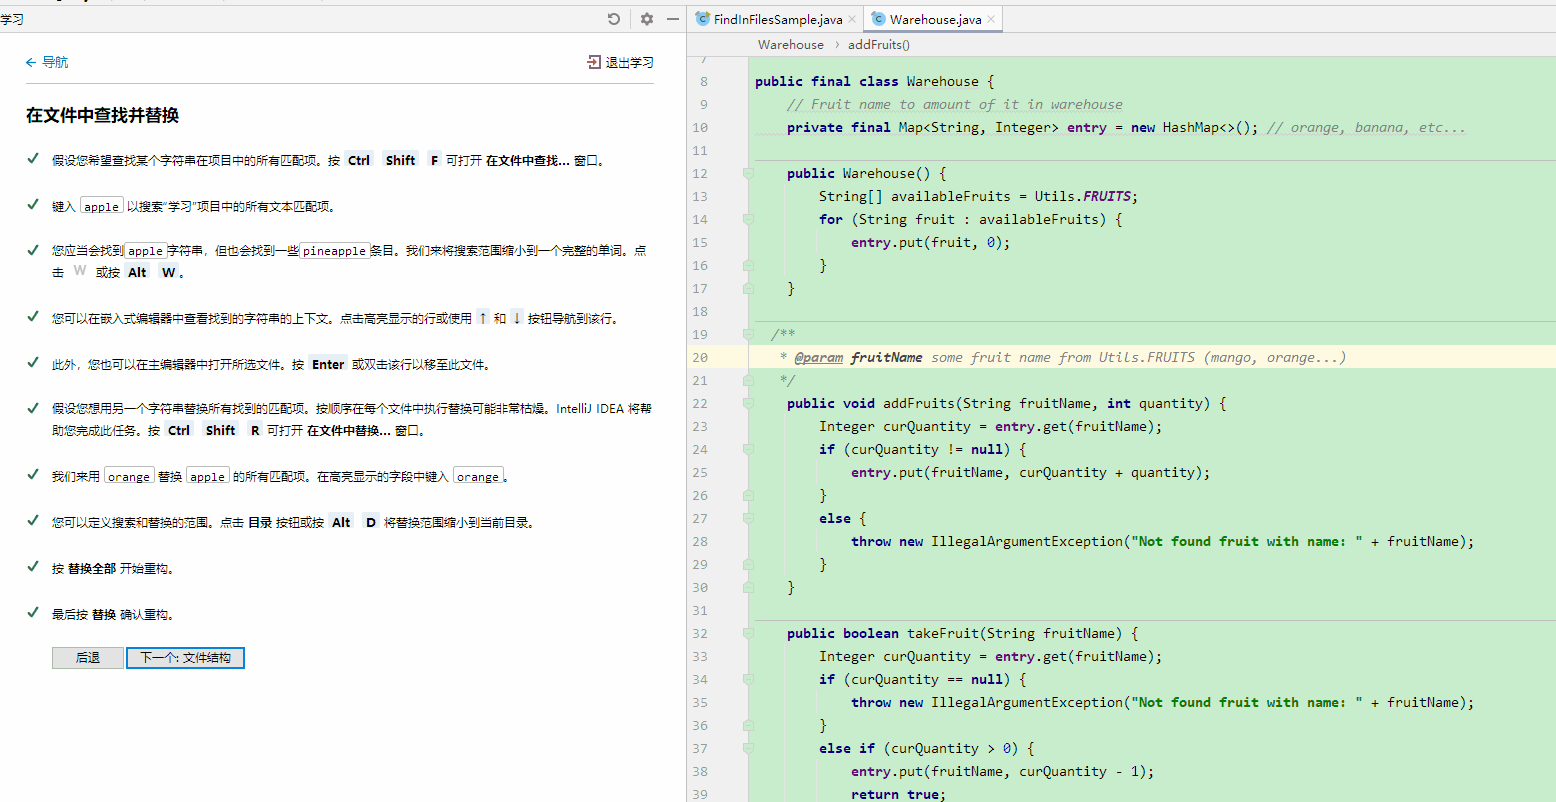 学习
← 导航
退出学习
在文件中查找并替换
✓ 假设您希望查找某个字符串在项目中的所有匹配项。按 Ctrl Shift F 可打开 在文件中查找... 窗口。
✓ 键入 apple 以搜索“学习”项目中的所有文本匹配项。
✓ 您应当会找到 apple 字符串，但也会找到一些 pineapple 条目。我们来将搜索范围缩小到一个完整的单词。点
击 W 或按 Alt W 。
✓ 您可以在嵌入式编辑器中查看找到的字符串的上下文。点击高亮显示的行或使用 ↑ 和 ↓ 按钮导航到该行。
✓ 此外，您也可以在主编辑器中打开所选文件。按 Enter 或双击该行以移至此文件。
✓ 假设您想用另一个字符串替换所有找到的匹配项。按顺序在每个文件中执行替换可能非常枯燥。IntelliJ IDEA 将帮
助您完成此任务。按 Ctrl Shift R 可打开 在文件中替换... 窗口。
✓ 我们来用 orange 替换 apple 的所有匹配项。在高亮显示的字段中键入 orange 。
✓ 您可以定义搜索和替换的范围。点击 目录 按钮或按 Alt D 将替换范围缩小到当前目录。
✓ 按 替换全部 开始重构。
✓ 最后按 替换 确认重构。
后退 下一个: 文件结构
FindInFilesSample.java Warehouse.java
Warehouse › addFruits()
7
8 public final class Warehouse {
9 // Fruit name to amount of it in warehouse
10 private final Map<String, Integer> entry = new HashMap<>(); // orange, banana, etc...
11
12 public Warehouse() {
13 String[] availableFruits = Utils.FRUITS;
14 for (String fruit : availableFruits) {
15 entry.put(fruit, 0);
16 }
17 }
18
19 /**
20 * @param fruitName some fruit name from Utils.FRUITS (mango, orange...)
21 */
22 public void addFruits(String fruitName, int quantity) {
23 Integer curQuantity = entry.get(fruitName);
24 if (curQuantity != null) {
25 entry.put(fruitName, curQuantity + quantity);
26 }
27 else {
28 throw new IllegalArgumentException("Not found fruit with name: " + fruitName);
29 }
30 }
31
32 public boolean takeFruit(String fruitName) {
33 Integer curQuantity = entry.get(fruitName);
34 if (curQuantity == null) {
35 throw new IllegalArgumentException("Not found fruit with name: " + fruitName);
36 }
37 else if (curQuantity > 0) {
38 entry.put(fruitName, curQuantity - 1);
39 return true;